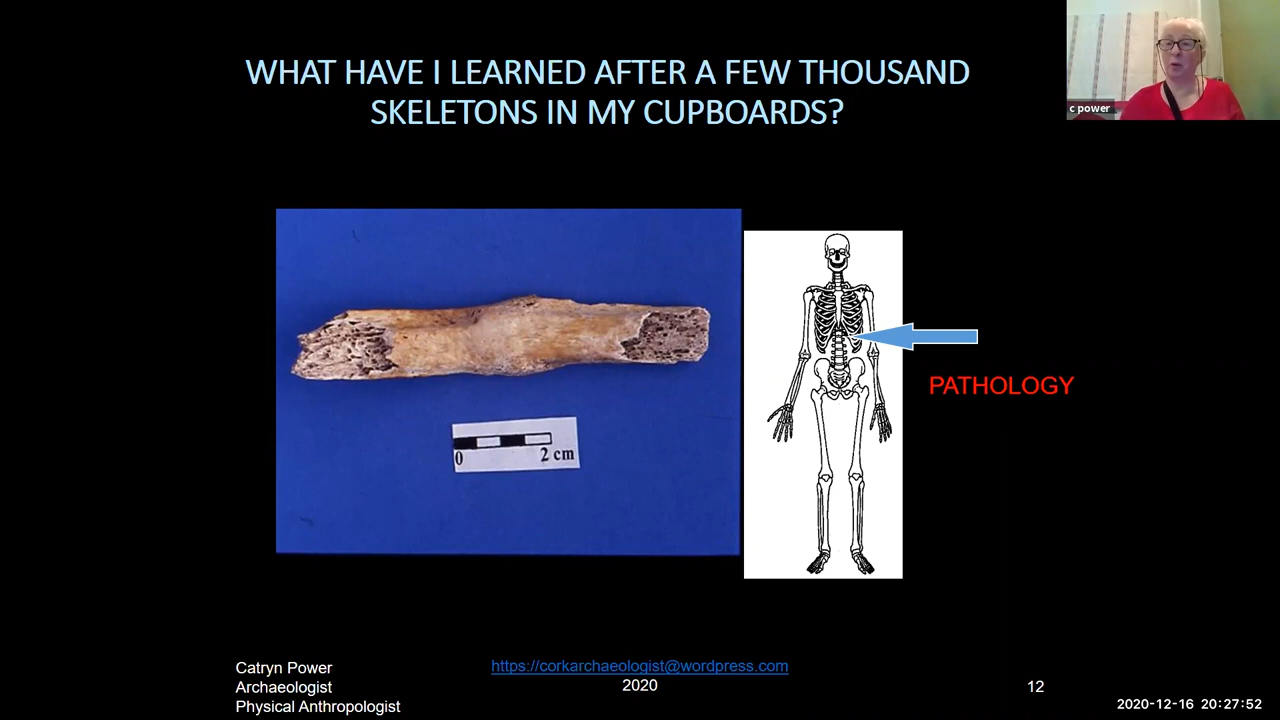 WHAT HAVE I LEARNED AFTER A FEW THOUSAND
SKELETONS IN MY CUPBOARDS?
c power
0 2 cm
PATHOLOGY
Catryn Power
Archaeologist
Physical Anthropologist
https://corkarchaeologist@wordpress.com
2020
12
2020-12-16 20:27:52